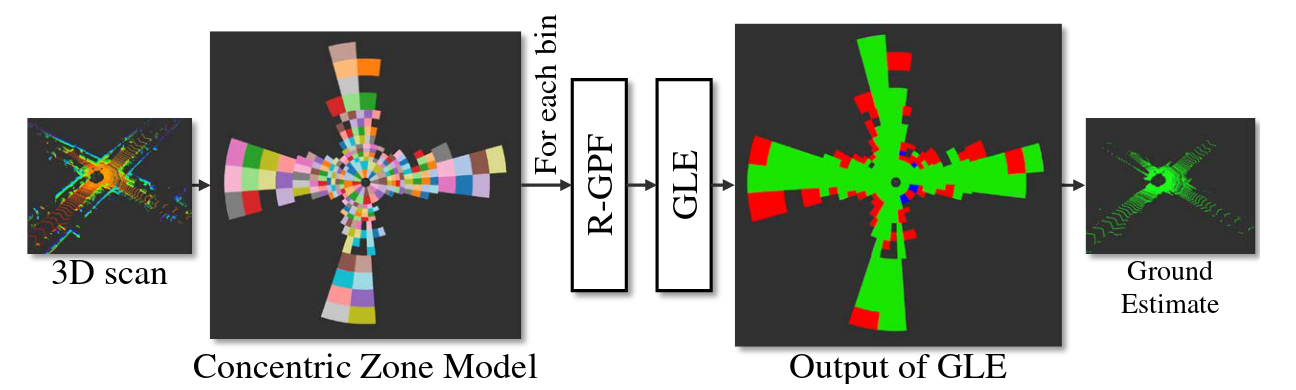 3D scan
Concentric Zone Model
For each bin
R-GPF
GLE
Output of GLE
Ground
Estimate